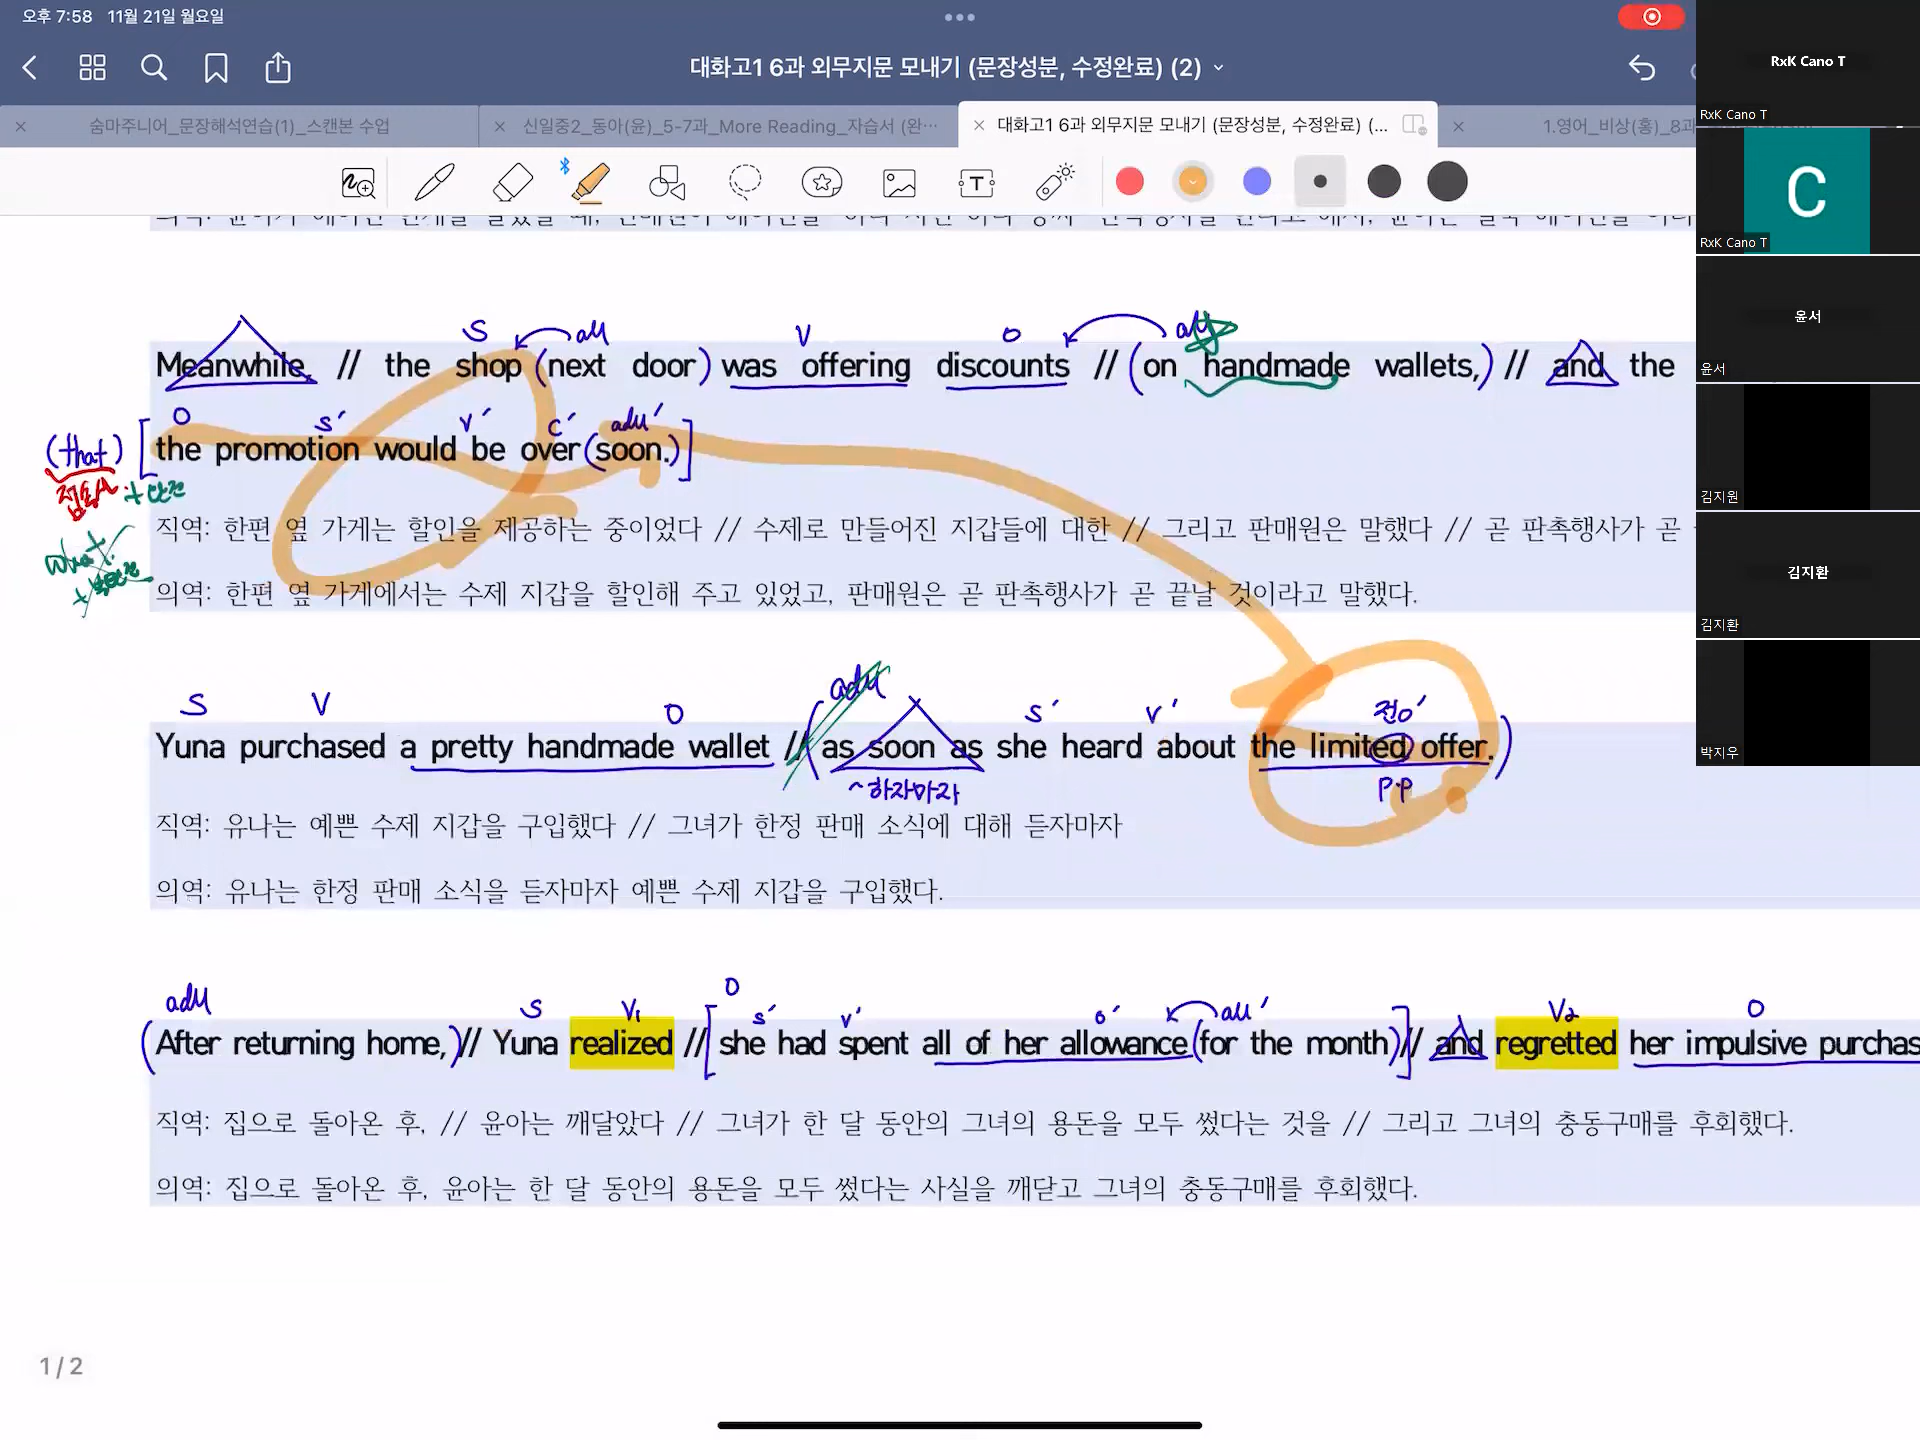 오후 7:58 11월 21일 월요일
대화고1 6과 외무지문 모내기 (문장성분, 수정완료) (2)
숨마주니어_문장해석연습(1)_스캔본 수업
신일중2_동아(윤)_5-7과_More Reading_자습서 (완…
대화고1 6과 외무지문 모내기 (문장성분, 수정완료) (…
1.영어_비상(홍)_8과
RxK Cano T
RxK Cano T
C
RxK Cano T
윤서
윤서
김지원
김지환
김지환
박지우
S adj V O adj
Meanwhile, // the shop (next door) was offering discounts // (on handmade wallets,) // and the
O S' V' C' adv'
(that) [the promotion would be over (soon.)]
접속사 + 완전
what + 불완전
직역: 한편 옆 가게는 할인을 제공하는 중이었다 // 수제로 만들어진 지갑들에 대한 // 그리고 판매원은 말했다 // 곧 판촉행사가 곧
의역: 한편 옆 가게에서는 수제 지갑을 할인해 주고 있었고, 판매원은 곧 판촉행사가 곧 끝날 것이라고 말했다.
S V O adv S' V' 전O'
Yuna purchased a pretty handmade wallet // (as soon as she heard about the limited offer.)
~하자마자 P.P
직역: 유나는 예쁜 수제 지갑을 구입했다 // 그녀가 한정 판매 소식에 대해 듣자마자
의역: 유나는 한정 판매 소식을 듣자마자 예쁜 수제 지갑을 구입했다.
adv S V1 O S' V' O' adj' V2 O
(After returning home,) // Yuna realized // [she had spent all of her allowance (for the month)] // and regretted her impulsive purchas
직역: 집으로 돌아온 후, // 윤아는 깨달았다 // 그녀가 한 달 동안의 그녀의 용돈을 모두 썼다는 것을 // 그리고 그녀의 충동구매를 후회했다.
의역: 집으로 돌아온 후, 윤아는 한 달 동안의 용돈을 모두 썼다는 사실을 깨닫고 그녀의 충동구매를 후회했다.
1 / 2